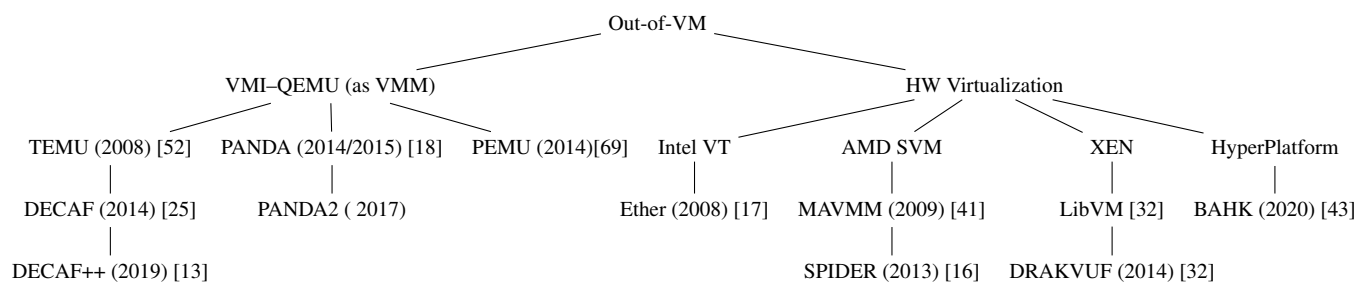 Out-of-VM
VMI–QEMU (as VMM) HW Virtualization
TEMU (2008) [52] PANDA (2014/2015) [18] PEMU (2014)[69] Intel VT AMD SVM XEN HyperPlatform
DECAF (2014) [25] PANDA2 ( 2017) Ether (2008) [17] MAVMM (2009) [41] LibVM [32] BAHK (2020) [43]
DECAF++ (2019) [13] SPIDER (2013) [16] DRAKVUF (2014) [32]